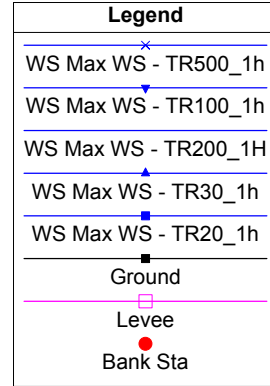 Legend
WS Max WS - TR500_1h
WS Max WS - TR100_1h
WS Max WS - TR200_1H
WS Max WS - TR30_1h
WS Max WS - TR20_1h
Ground
Levee
Bank Sta